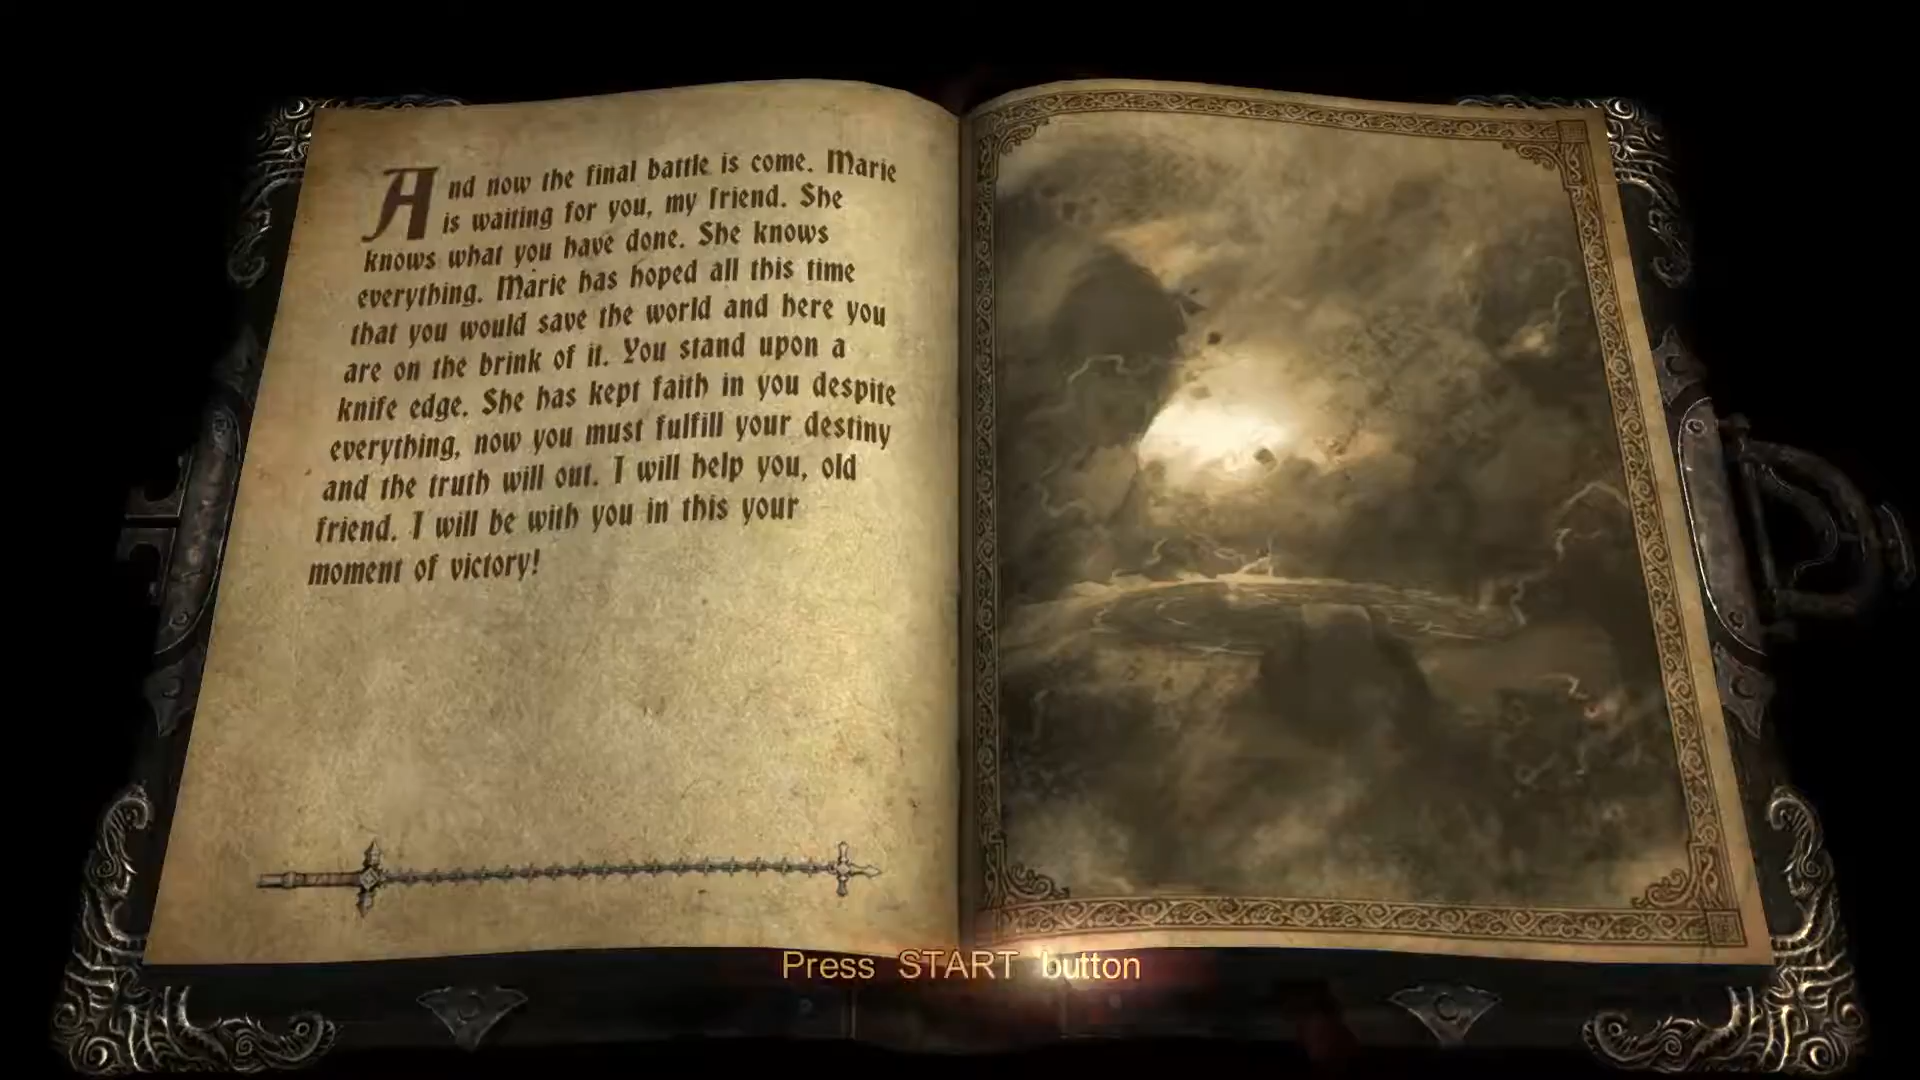 And now the final battle is come. Marie
is waiting for you, my friend. She
knows what you have done. She knows
everything. Marie has hoped all this time
that you would save the world and here you
are on the brink of it. You stand upon a
knife edge. She has kept faith in you despite
everything, now you must fulfill your destiny
and the truth will out. I will help you, old
friend. I will be with you in this your
moment of victory!
Press START button